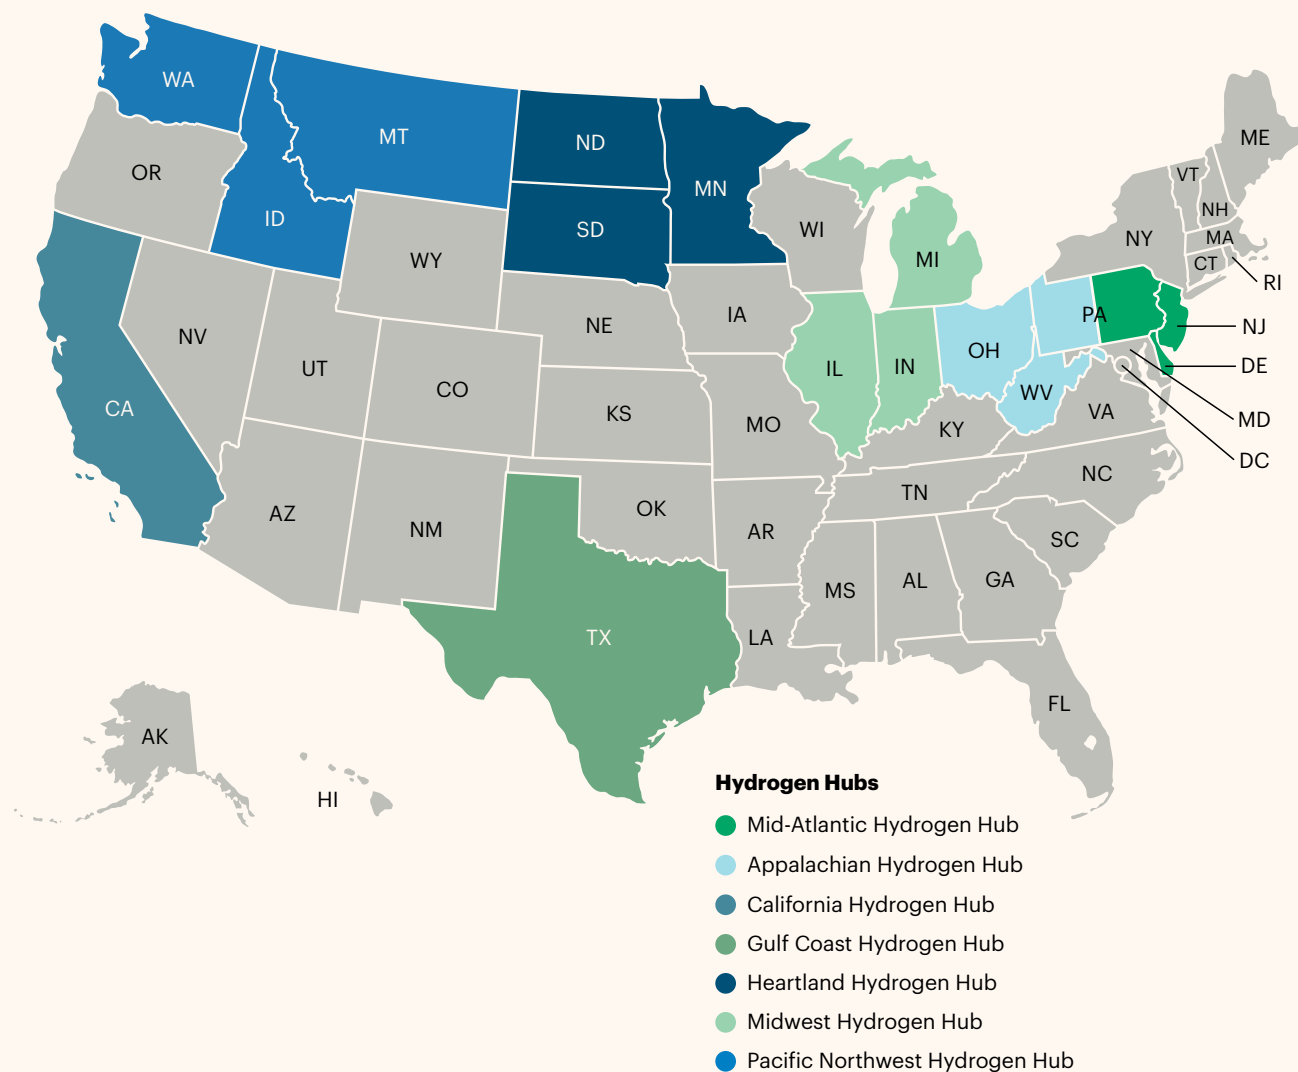 WA
MT
ND
MN
OR
ID
SD
WY
WI
MI
ME
VT
NH
NY
MA
CT
RI
NV
UT
CO
NE
IA
IL
IN
OH
PA
NJ
DE
CA
KS
MO
KY
WV
VA
MD
DC
AZ
NM
OK
AR
TN
NC
SC
TX
LA
MS
AL
GA
FL
AK
HI
Hydrogen Hubs
Mid-Atlantic Hydrogen Hub
Appalachian Hydrogen Hub
California Hydrogen Hub
Gulf Coast Hydrogen Hub
Heartland Hydrogen Hub
Midwest Hydrogen Hub
Pacific Northwest Hydrogen Hub